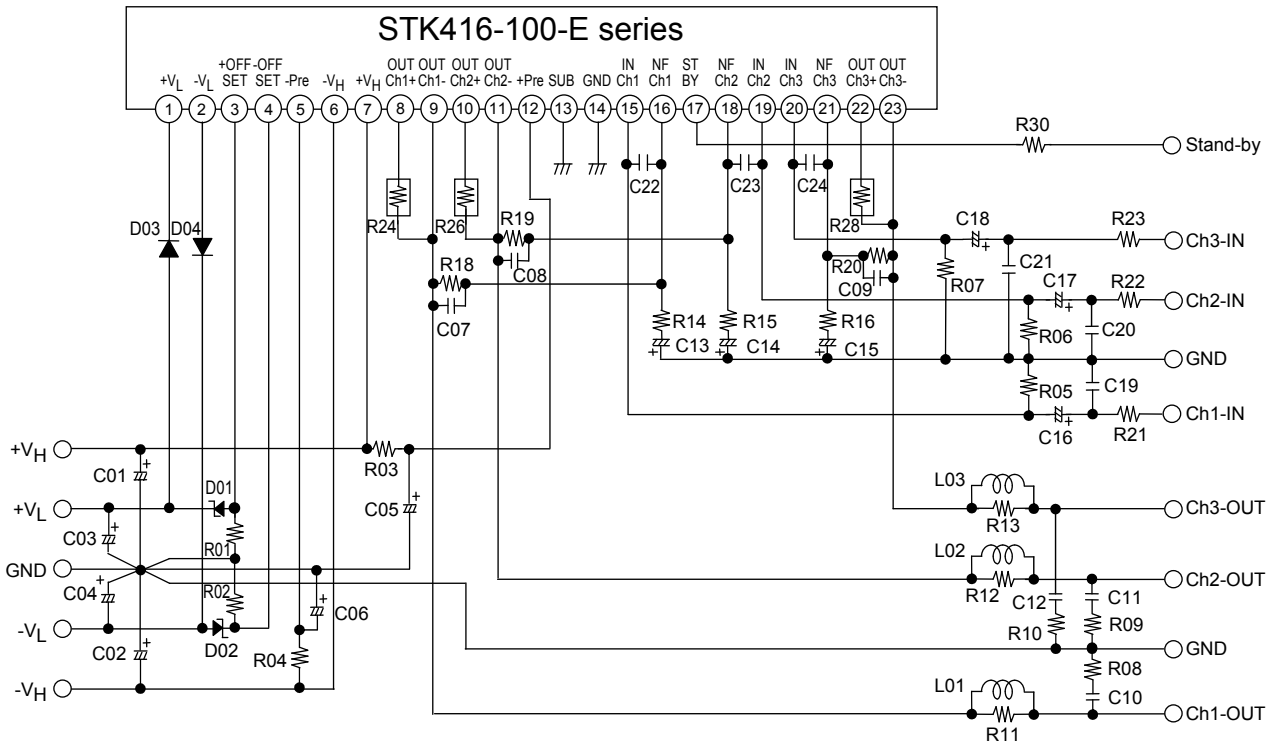 STK416-100-E series
+OFF -OFF OUT OUT OUT OUT IN NF ST NF IN IN NF OUT OUT
+VL -VL SET SET -Pre -VH +VH Ch1+ Ch1- Ch2+ Ch2- +Pre SUB GND Ch1 Ch1 BY Ch2 Ch2 Ch3 Ch3 Ch3+ Ch3-
1 2 3 4 5 6 7 8 9 10 11 12 13 14 15 16 17 18 19 20 21 22 23
R30
Stand-by
C22 C23 C24
D03 D04 R24 R26 R19 R28 C18 R23
+
Ch3-IN
C08 R20 C21
R18 C09 R07 C17 R22
+
Ch2-IN
C07
R14 R15 R16 R06 C20
+ C13 + C14 + C15
GND
R05 C19
+
Ch1-IN
C16 R21
+VH
R03
C01 +
D01
L03
+VL
C05 +
Ch3-OUT
C03 +
R13
R01
L02
GND
Ch2-OUT
C04 +
R02
+ C06
R12 C12 C11
R10 R09
-VL
D02
C02 +
R04
GND
R08
L01
C10
-VH
Ch1-OUT
R11